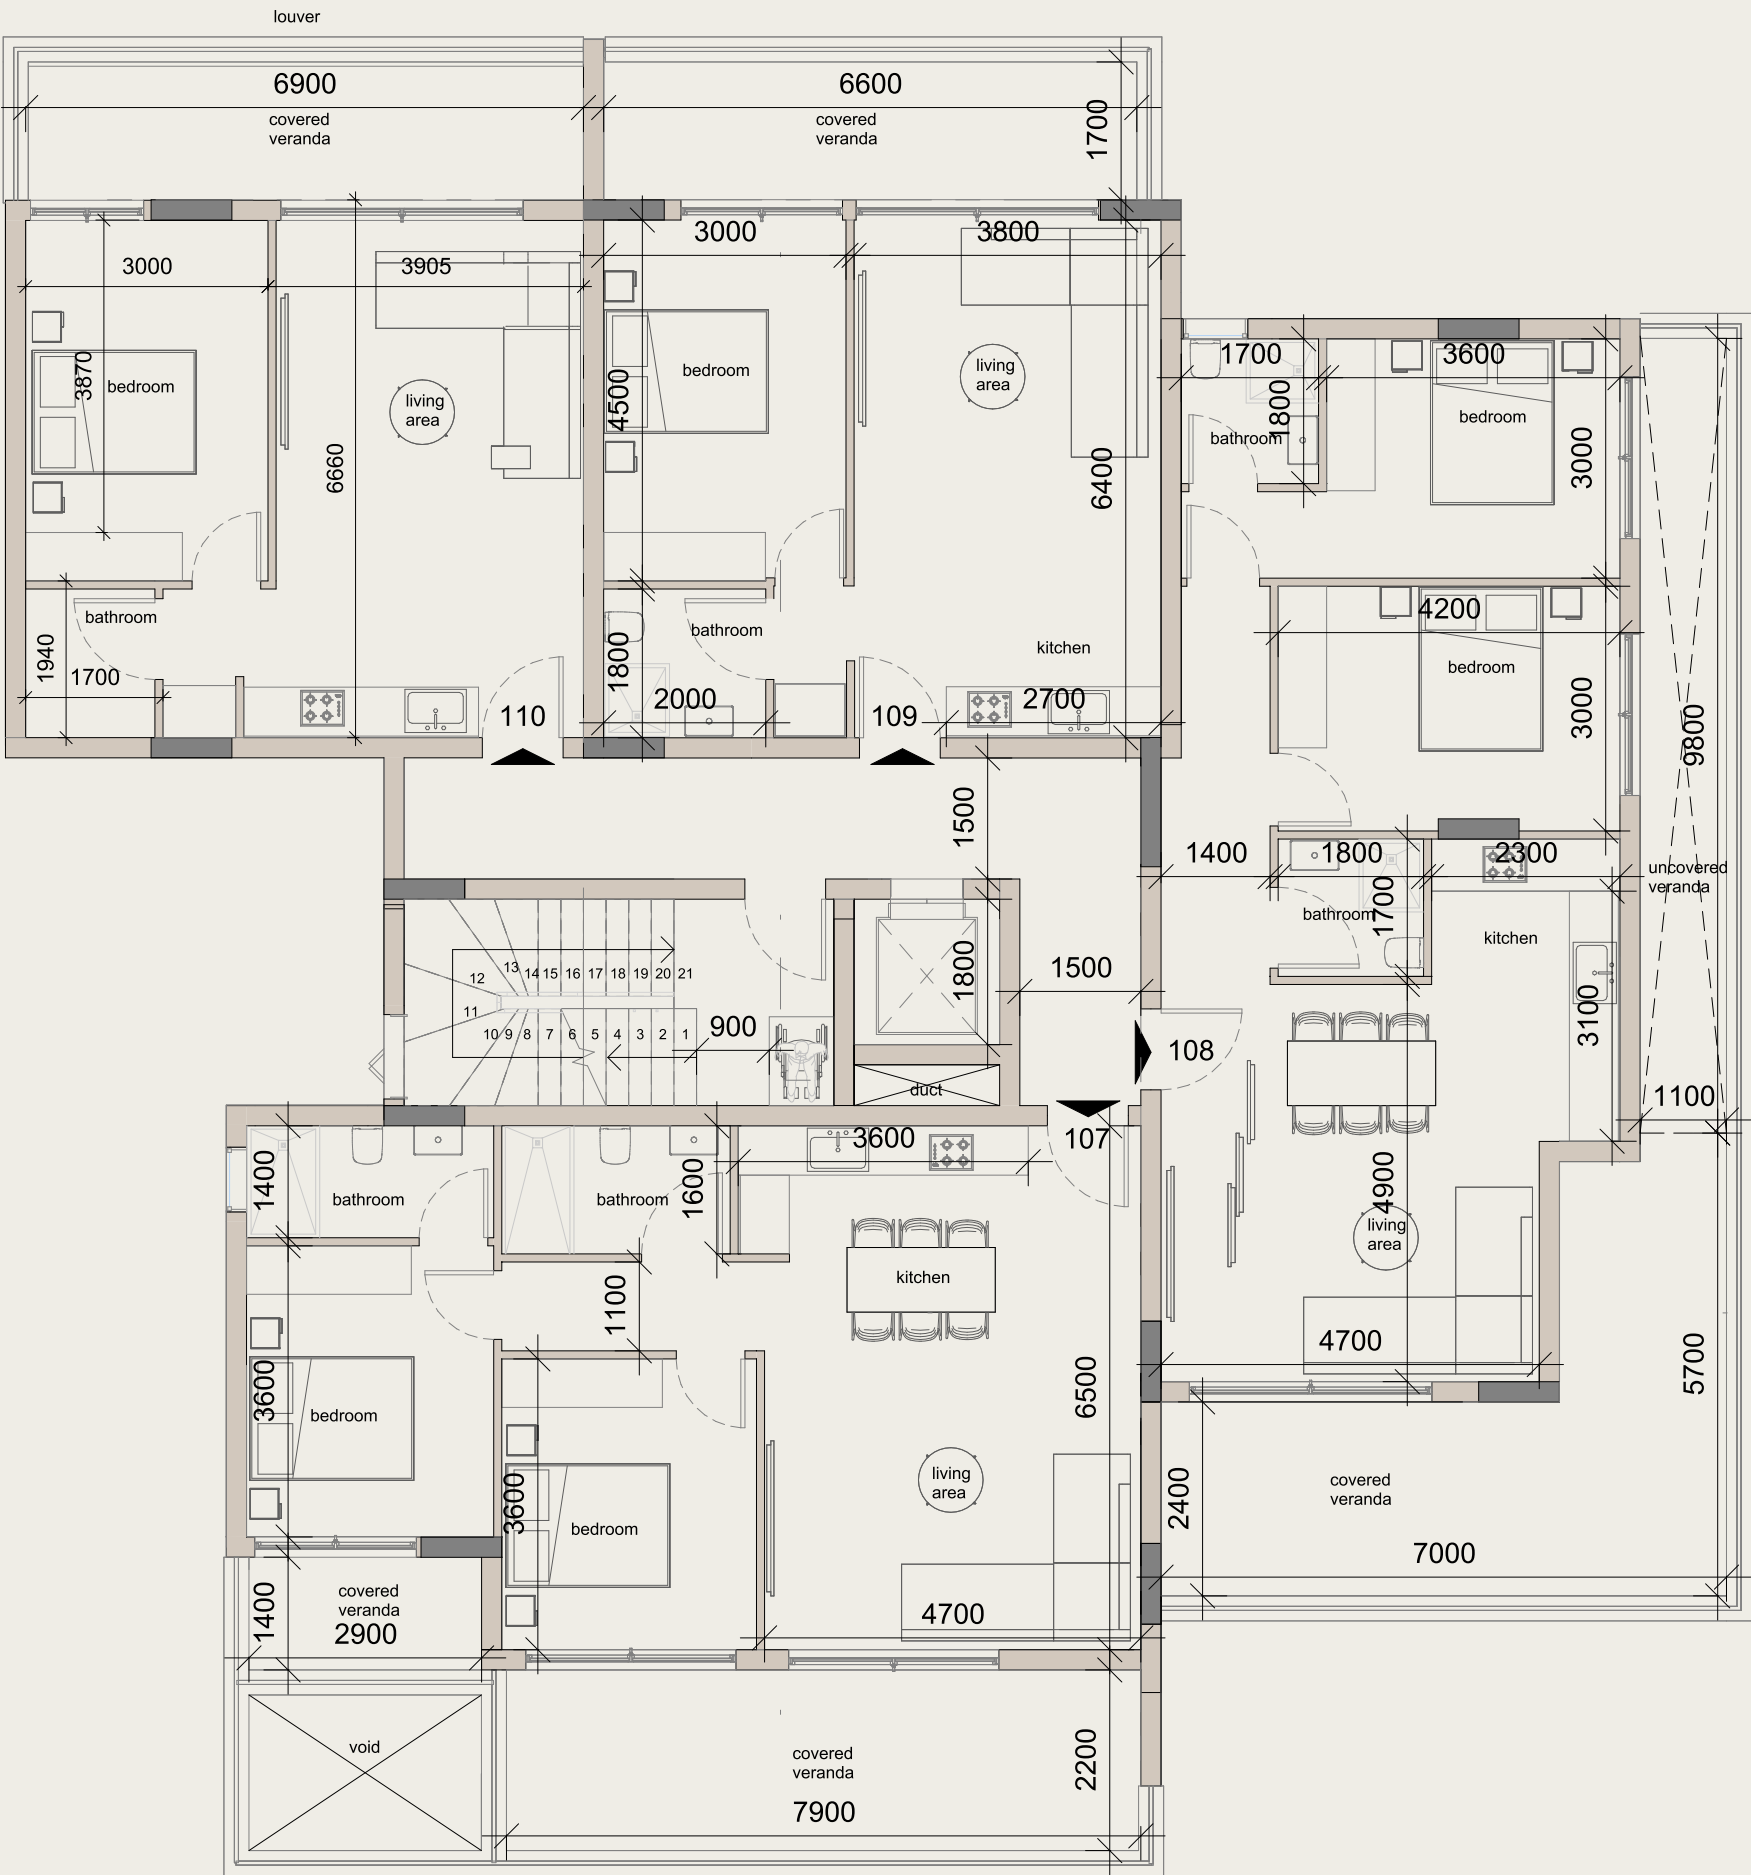 louver
6900
6600
covered
veranda
covered
veranda
1700
3000
3800
3000
3905
1700
3600
3870
bedroom
living
area
6660
4500
bedroom
living
area
6400
1800
bathroom
bedroom
3000
bathroom
1940
1700
bathroom
1800
2000
kitchen
2700
4200
bedroom
3000
9800
110
109
1500
1400
1800
2300
uncovered
veranda
bathroom
1700
kitchen
3100
12
13
14
15
16
17
18
19
20
21
11
10
9
8
7
6
5
4
3
2
1
900
1800
1500
108
duct
1100
107
3600
1400
bathroom
bathroom
1600
4900
living
area
kitchen
1100
3600
bedroom
6500
4700
5700
3600
bedroom
living
area
2400
covered
veranda
7000
1400
covered
veranda
2900
4700
void
covered
veranda
2200
7900